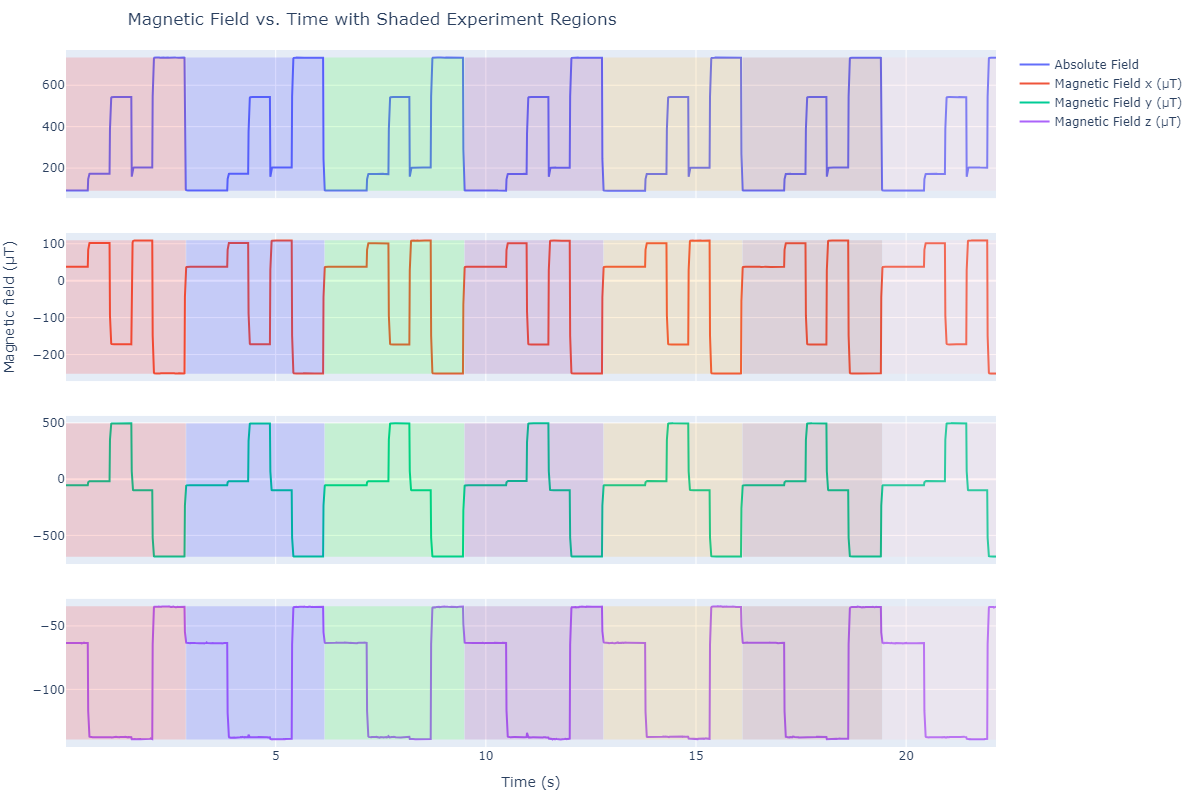 Magnetic Field vs. Time with Shaded Experiment Regions
600
400
200
Absolute Field
Magnetic Field x (μT)
Magnetic Field y (μT)
Magnetic Field z (μT)
Magnetic field (μT)
100
0
−100
−200
500
0
−500
−50
−100
5
10
15
20
Time (s)